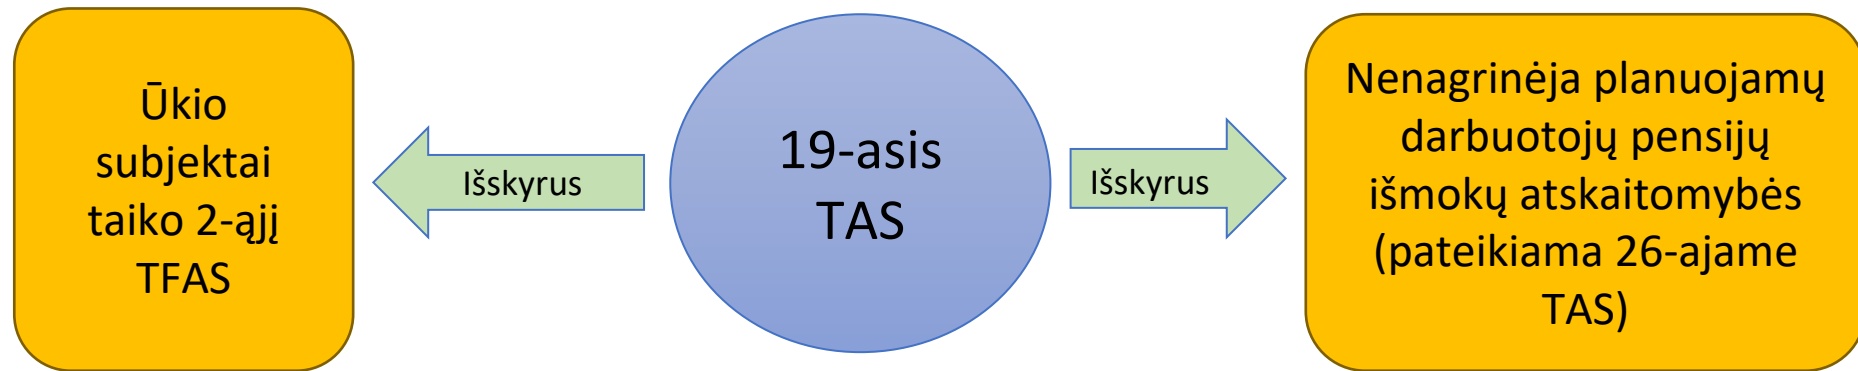 Ūkio
subjektai
taiko 2-ąjį
TFAS
Išskyrus
19-asis
TAS
Išskyrus
Nenagrinėja planuojamų
darbuotojų pensijų
išmokų atskaitomybės
(pateikiama 26-ajame
TAS)